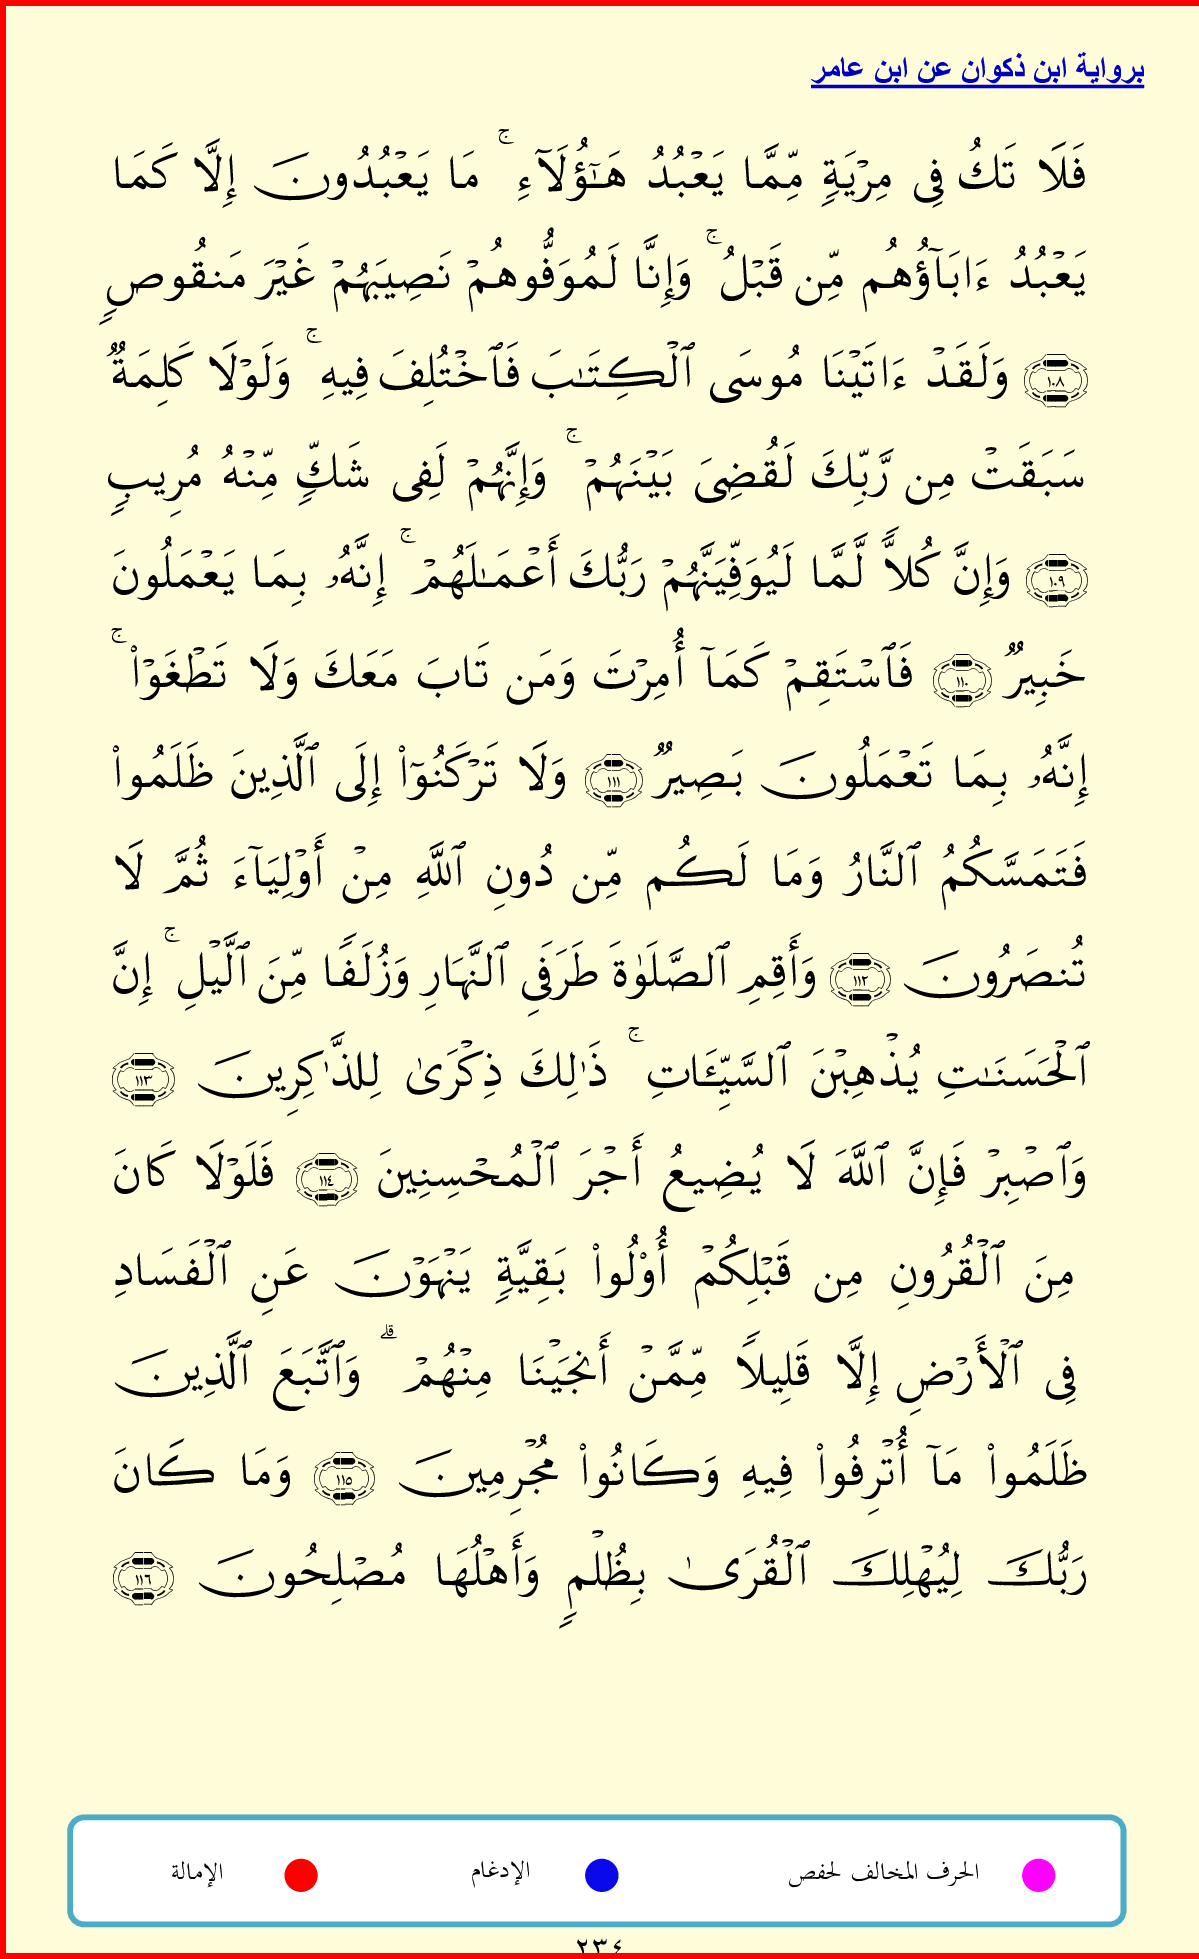 برواية ابن ذكوان عن ابن عامر
فَلَا تَكُ فِى مِرْيَةٍ مِّمَّا يَعْبُدُ هَـٰٓؤُلَآءِ ۚ مَا يَعْبُدُونَ إِلَّا كَمَا
يَعْبُدُ ءَابَآؤُهُم مِّن قَبْلُ ۚ وَإِنَّا لَمُوَفُّوهُمْ نَصِيبَهُمْ غَيْرَ مَنقُوصٍ
١٠٨ وَلَقَدْ ءَاتَيْنَا مُوسَى ٱلْكِتَـٰبَ فَٱخْتُلِفَ فِيهِ ۚ وَلَوْلَا كَلِمَةٌ
سَبَقَتْ مِن رَّبِّكَ لَقُضِىَ بَيْنَهُمْ ۚ وَإِنَّهُمْ لَفِى شَكٍّ مِّنْهُ مُرِيبٍ
١٠٩ وَإِنَّ كُلاًّ لَّمَّا لَيُوَفِّيَنَّهُمْ رَبُّكَ أَعْمَـٰلَهُمْ ۚ إِنَّهُۥ بِمَا يَعْمَلُونَ
خَبِيرٌ ١١٠ فَٱسْتَقِمْ كَمَآ أُمِرْتَ وَمَن تَابَ مَعَكَ وَلَا تَطْغَوْا۟ ۚ
إِنَّهُۥ بِمَا تَعْمَلُونَ بَصِيرٌ ١١١ وَلَا تَرْكَنُوٓا۟ إِلَى ٱلَّذِينَ ظَلَمُوا۟
فَتَمَسَّكُمُ ٱلنَّارُ وَمَا لَكُم مِّن دُونِ ٱللَّهِ مِنْ أَوْلِيَآءَ ثُمَّ لَا
تُنصَرُونَ ١١٢ وَأَقِمِ ٱلصَّلَوٰةَ طَرَفَىِ ٱلنَّهَارِ وَزُلَفًا مِّنَ ٱلَّيْلِ ۚ إِنَّ
ٱلْحَسَنَـٰتِ يُذْهِبْنَ ٱلسَّيِّـَٔاتِ ۚ ذَٰلِكَ ذِكْرَىٰ لِلذَّٰكِرِينَ ١١٣
وَٱصْبِرْ فَإِنَّ ٱللَّهَ لَا يُضِيعُ أَجْرَ ٱلْمُحْسِنِينَ ١١٤ فَلَوْلَا كَانَ
مِنَ ٱلْقُرُونِ مِن قَبْلِكُمْ أُو۟لُوا۟ بَقِيَّةٍ يَنْهَوْنَ عَنِ ٱلْفَسَادِ
فِى ٱلْأَرْضِ إِلَّا قَلِيلاً مِّمَّنْ أَنجَيْنَا مِنْهُمْ ۗ وَٱتَّبَعَ ٱلَّذِينَ
ظَلَمُوا۟ مَآ أُتْرِفُوا۟ فِيهِ وَكَانُوا۟ مُجْرِمِينَ ١١٥ وَمَا كَانَ
رَبُّكَ لِيُهْلِكَ ٱلْقُرَىٰ بِظُلْمٍ وَأَهْلُهَا مُصْلِحُونَ ١١٦
الحرف المخالف لحفص الإدغام الإمالة
٢٣٤